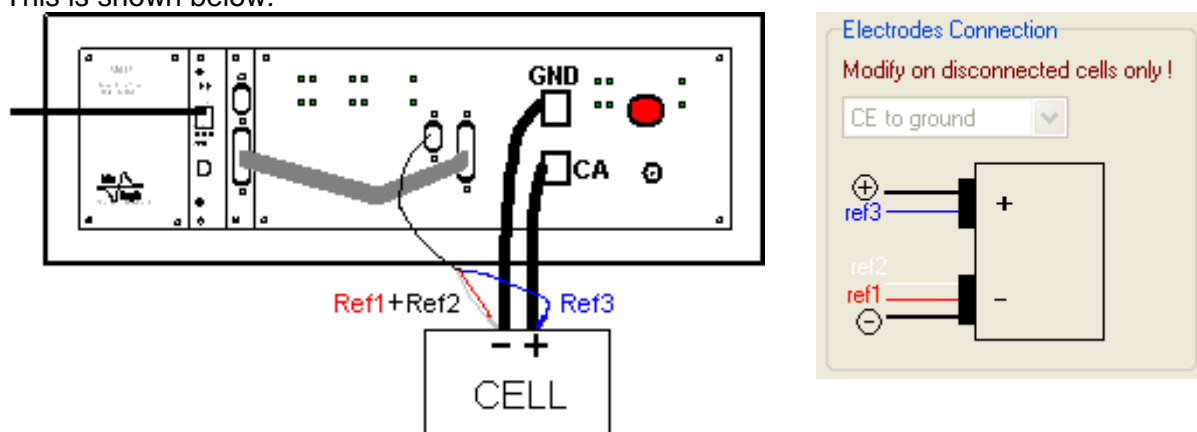 This is shown below.
GND
CA
Ref1+Ref2
Ref3
- +
CELL
Electrodes Connection
Modify on disconnected cells only !
CE to ground
+
ref3
+
ref2
ref1
-
-